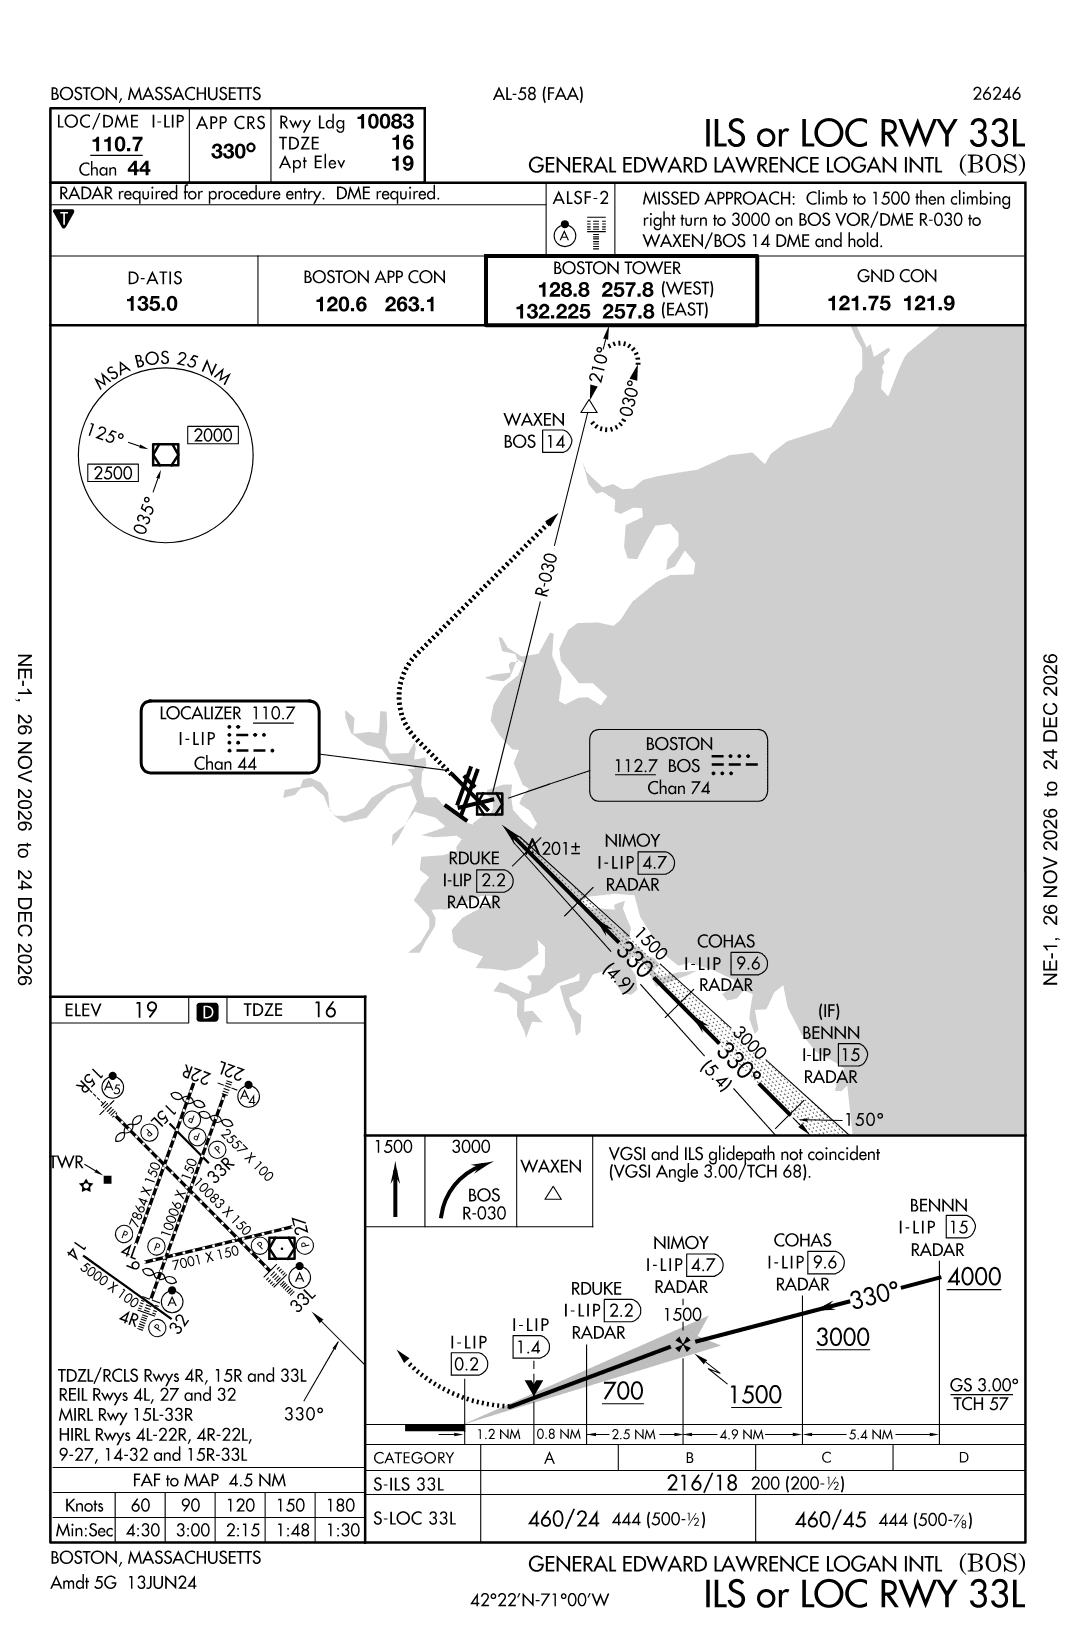 BOSTON, MASSACHUSETTS
AL-58 (FAA)
26246
LOC/DME I-LIP
110.7
Chan 44
APP CRS
330°
Rwy Ldg 10083
TDZE 16
Apt Elev 19
ILS or LOC RWY 33L
GENERAL EDWARD LAWRENCE LOGAN INTL (BOS)
RADAR required for procedure entry. DME required.
T
ALSF-2
A
MISSED APPROACH: Climb to 1500 then climbing
right turn to 3000 on BOS VOR/DME R-030 to
WAXEN/BOS 14 DME and hold.
D-ATIS
135.0
BOSTON APP CON
120.6 263.1
BOSTON TOWER
128.8 257.8 (WEST)
132.225 257.8 (EAST)
GND CON
121.75 121.9
MSA BOS 25 NM
125°
2000
2500
035°
210°
030°
WAXEN
BOS 14
R-030
LOCALIZER 110.7
I-LIP
Chan 44
BOSTON
112.7 BOS
Chan 74
201±
RDUKE
I-LIP 2.2
RADAR
NIMOY
I-LIP 4.7
RADAR
1500
330
(4.9)
COHAS
I-LIP 9.6
RADAR
3000
330°
(5.4)
(IF)
BENNN
I-LIP 15
RADAR
150°
NE-1, 26 NOV 2026 to 24 DEC 2026
NE-1, 26 NOV 2026 to 24 DEC 2026
ELEV 19
D
TDZE 16
15R
A5
22R
22L
A4
15L
P
P
P
P
2557 X 100
33R
TWR
7864 X 150
10006 X 150
10083 X 150
P
P
4L
9
7001 X 150
P
27
P
14
5000 X 100
A
4R
P
32
A
33L
330°
TDZL/RCLS Rwys 4R, 15R and 33L
REIL Rwys 4L, 27 and 32
MIRL Rwy 15L-33R
HIRL Rwys 4L-22R, 4R-22L,
9-27, 14-32 and 15R-33L
FAF to MAP 4.5 NM
Knots 60 90 120 150 180
Min:Sec 4:30 3:00 2:15 1:48 1:30
1500
3000
BOS
R-030
WAXEN
VGSI and ILS glidepath not coincident
(VGSI Angle 3.00/TCH 68).
BENNN
I-LIP 15
RADAR
COHAS
I-LIP 9.6
RADAR
NIMOY
I-LIP 4.7
RADAR
1500
RDUKE
I-LIP 2.2
RADAR
I-LIP
1.4
I-LIP
0.2
330°
4000
3000
1500
700
GS 3.00°
TCH 57
1.2 NM 0.8 NM 2.5 NM 4.9 NM 5.4 NM
CATEGORY A B C D
S-ILS 33L 216/18 200 (200-½)
S-LOC 33L 460/24 444 (500-½) 460/45 444 (500-⅞)
BOSTON, MASSACHUSETTS
Amdt 5G 13JUN24
42°22'N-71°00'W
GENERAL EDWARD LAWRENCE LOGAN INTL (BOS)
ILS or LOC RWY 33L